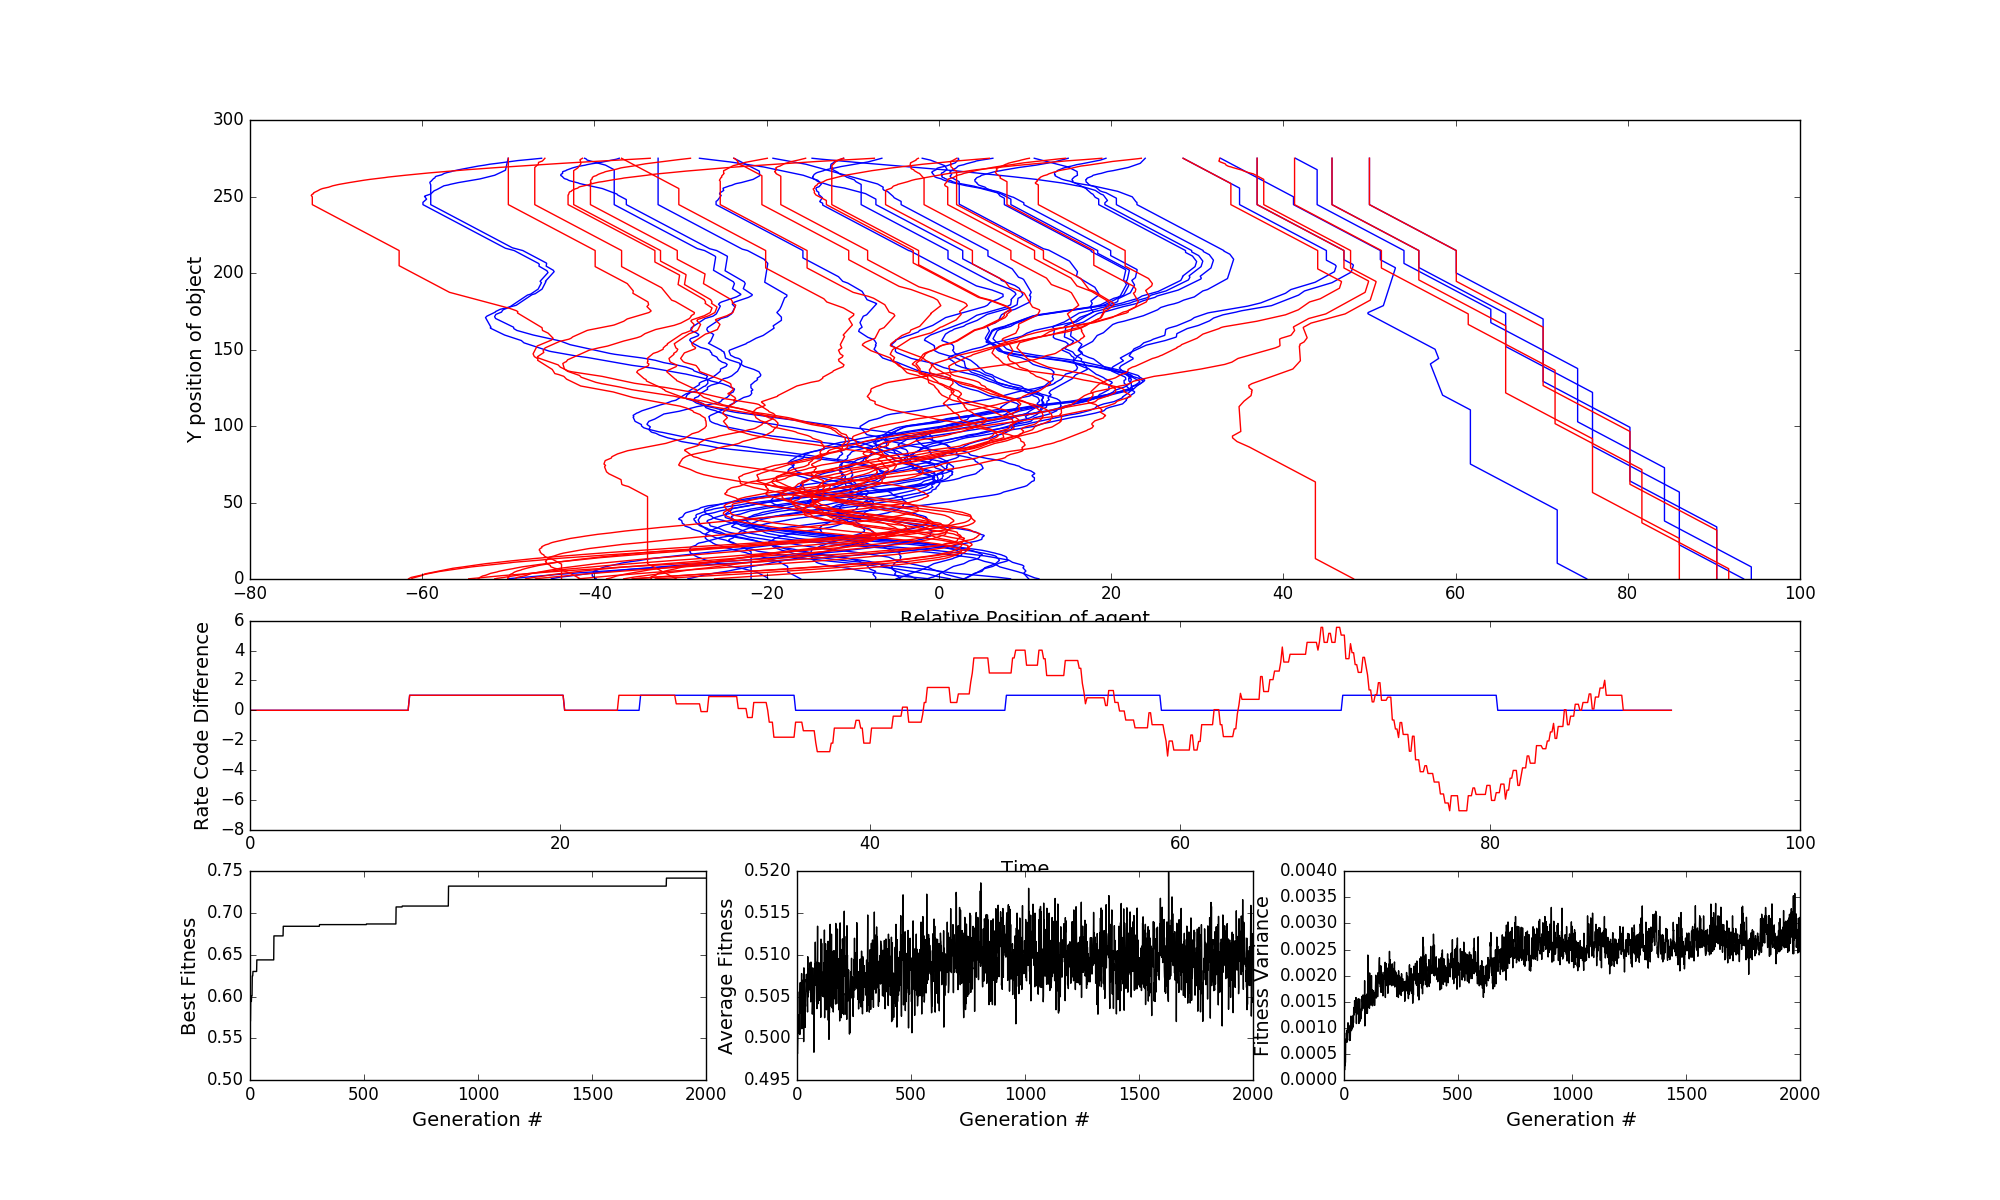 300
250
200
150
100
50
0
Y position of object
−80 −60 −40 −20 0 20 40 60 80 100
Relative Position of agent
6
4
2
0
−2
−4
−6
−8
Rate Code Difference
0 20 40 60 80 100
Time
0.75
0.70
0.65
0.60
0.55
0.50
Best Fitness
0 500 1000 1500 2000
Generation #
0.520
0.515
0.510
0.505
0.500
0.495
Average Fitness
0 500 1000 1500 2000
Generation #
0.0040
0.0035
0.0030
0.0025
0.0020
0.0015
0.0010
0.0005
0.0000
Fitness Variance
0 500 1000 1500 2000
Generation #